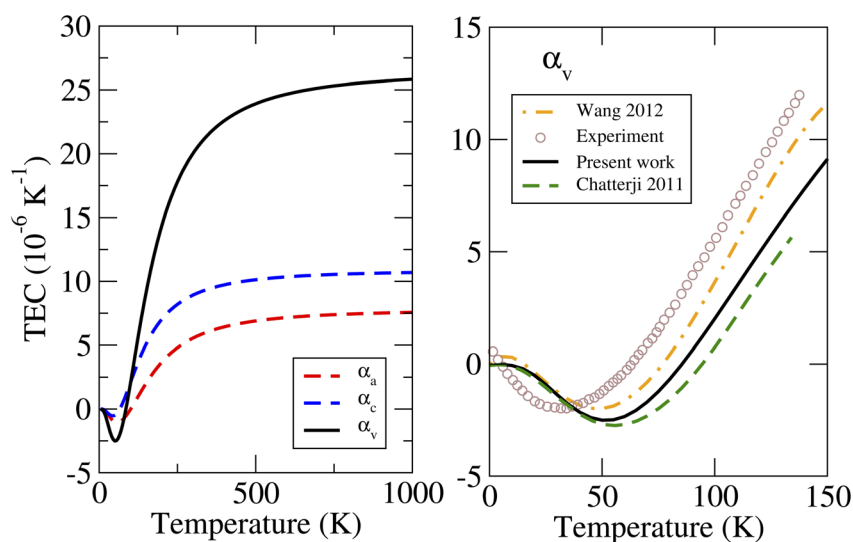 30
25
20
15
10
5
0
-5
TEC (10^-6 K^-1)
α_a
α_c
α_v
0
500
1000
Temperature (K)
15
10
5
0
-5
α_v
Wang 2012
Experiment
Present work
Chatterji 2011
0
50
100
150
Temperature (K)